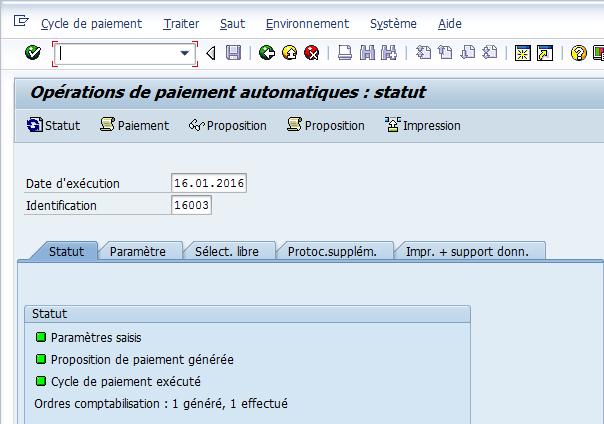 Cycle de paiement Traiter Saut Environnement Système Aide
Opérations de paiement automatiques : statut
Statut Paiement Proposition Proposition Impression
Date d'exécution 16.01.2016
Identification 16003
Statut Paramètre Sélect. libre Protoc.supplém. Impr. + support donn.
Statut
Paramètres saisis
Proposition de paiement générée
Cycle de paiement exécuté
Ordres comptabilisation : 1 généré, 1 effectué